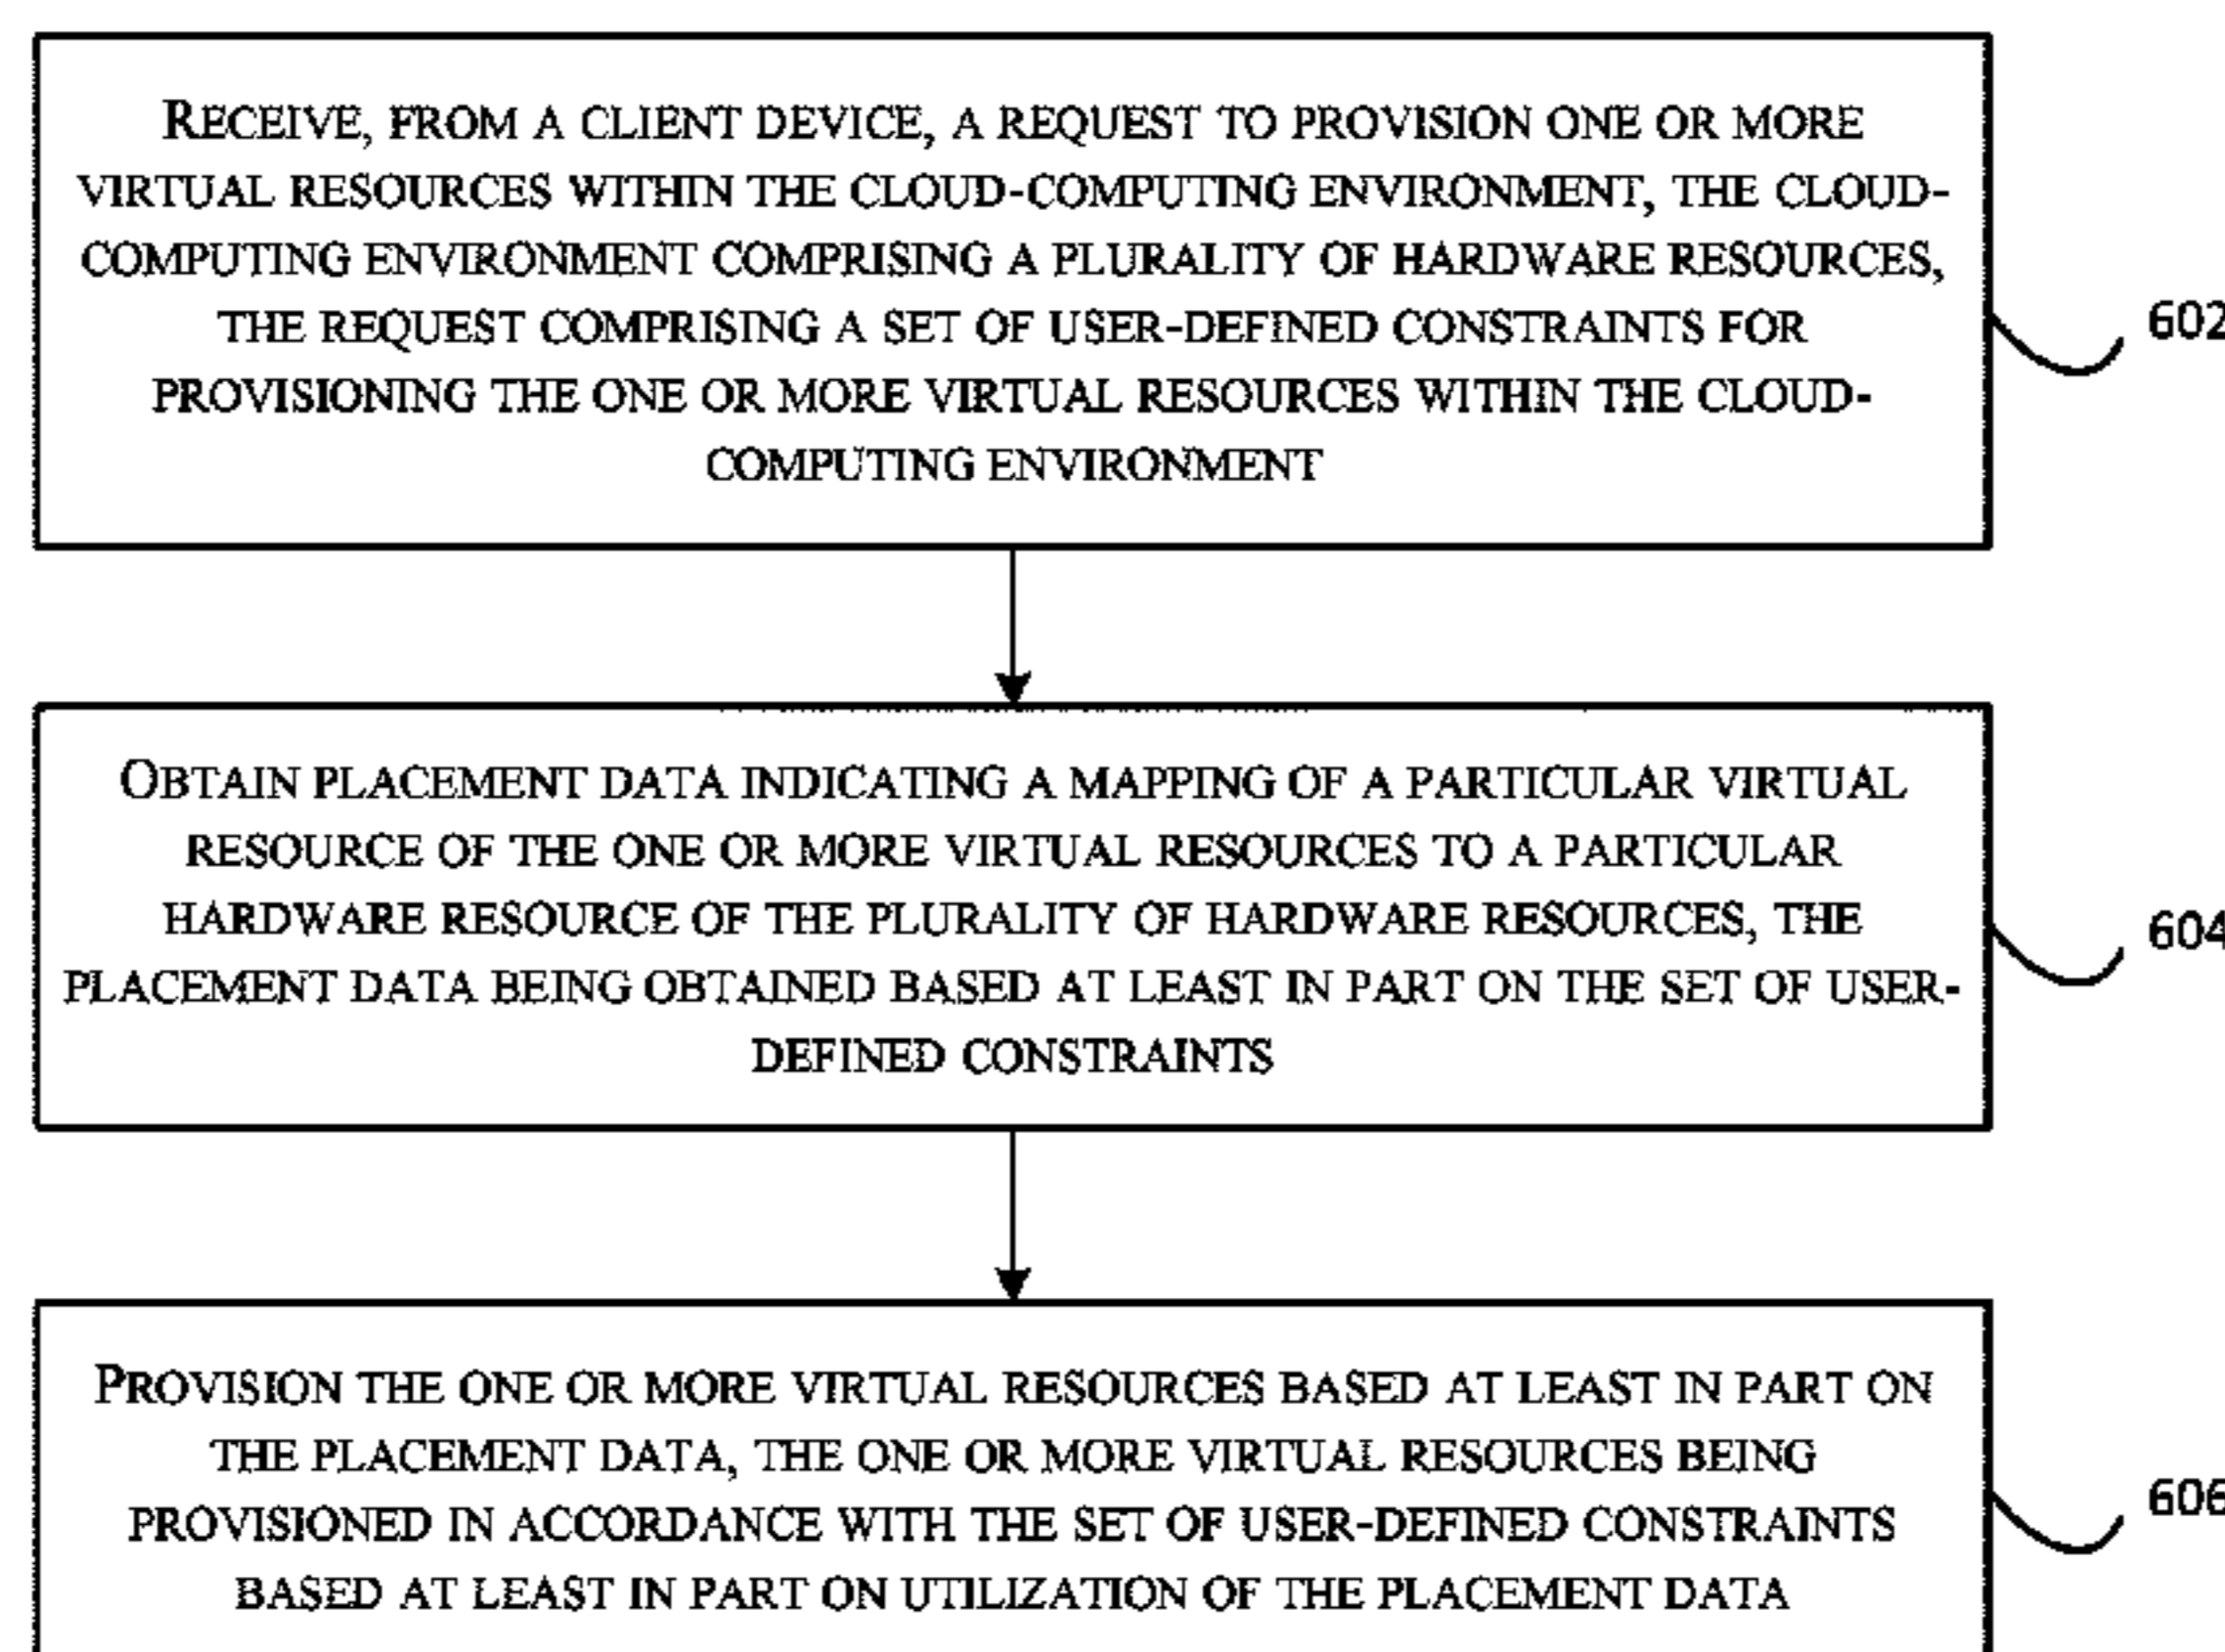 RECEIVE, FROM A CLIENT DEVICE, A REQUEST TO PROVISION ONE OR MORE
VIRTUAL RESOURCES WITHIN THE CLOUD-COMPUTING ENVIRONMENT, THE CLOUD-
COMPUTING ENVIRONMENT COMPRISING A PLURALITY OF HARDWARE RESOURCES,
THE REQUEST COMPRISING A SET OF USER-DEFINED CONSTRAINTS FOR
PROVISIONING THE ONE OR MORE VIRTUAL RESOURCES WITHIN THE CLOUD-
COMPUTING ENVIRONMENT
602
OBTAIN PLACEMENT DATA INDICATING A MAPPING OF A PARTICULAR VIRTUAL
RESOURCE OF THE ONE OR MORE VIRTUAL RESOURCES TO A PARTICULAR
HARDWARE RESOURCE OF THE PLURALITY OF HARDWARE RESOURCES, THE
PLACEMENT DATA BEING OBTAINED BASED AT LEAST IN PART ON THE SET OF USER-
DEFINED CONSTRAINTS
604
PROVISION THE ONE OR MORE VIRTUAL RESOURCES BASED AT LEAST IN PART ON
THE PLACEMENT DATA, THE ONE OR MORE VIRTUAL RESOURCES BEING
PROVISIONED IN ACCORDANCE WITH THE SET OF USER-DEFINED CONSTRAINTS
BASED AT LEAST IN PART ON UTILIZATION OF THE PLACEMENT DATA
606